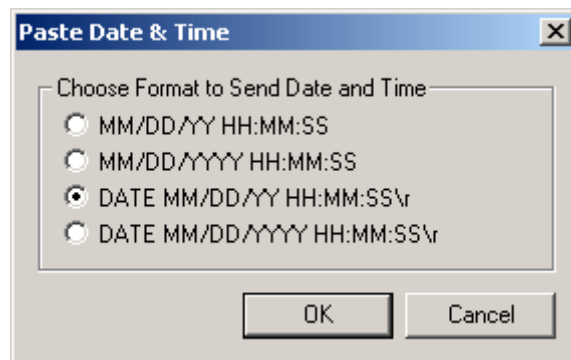 Paste Date & Time
Choose Format to Send Date and Time
MM/DD/YY HH:MM:SS
MM/DD/YYYY HH:MM:SS
DATE MM/DD/YY HH:MM:SS\r
DATE MM/DD/YYYY HH:MM:SS\r
OK Cancel